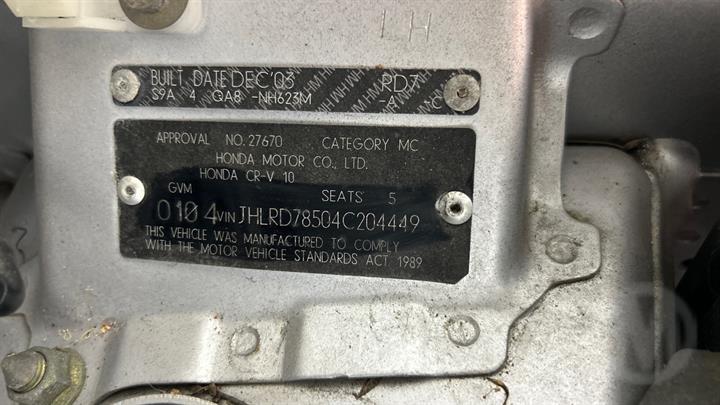 LH
BUILT DATE DEC '03 RD7
S9A 4 QA8 -NH623M -A C
APPROVAL NO. 27670 CATEGORY MC
HONDA MOTOR CO., LTD.
HONDA CR-V 10
GVM SEATS 5
0104 VIN JHLRD78504C204449
THIS VEHICLE WAS MANUFACTURED TO COMPLY
WITH THE MOTOR VEHICLE STANDARDS ACT 1989